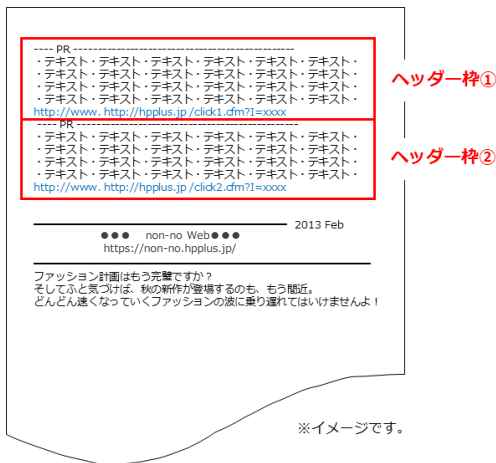 ---- PR --------------------------------------------
・テキスト・テキスト・テキスト・テキスト・テキスト・テキスト・
・テキスト・テキスト・テキスト・テキスト・テキスト・テキスト・
・テキスト・テキスト・テキスト・テキスト・テキスト・テキスト・
・テキスト・テキスト・テキスト・テキスト・テキスト・テキスト・
http://www. http://hpplus.jp /click1.cfm?I=xxxx
ヘッダー枠①
---- PR --------------------------------------------
・テキスト・テキスト・テキスト・テキスト・テキスト・テキスト・
・テキスト・テキスト・テキスト・テキスト・テキスト・テキスト・
・テキスト・テキスト・テキスト・テキスト・テキスト・テキスト・
・テキスト・テキスト・テキスト・テキスト・テキスト・テキスト・
http://www. http://hpplus.jp /click2.cfm?I=xxxx
ヘッダー枠②
2013 Feb
●●● non-no Web●●●
https://non-no.hpplus.jp/
ファッション計画はもう完璧ですか？
そしてふと気づけば、秋の新作が登場するのも、もう間近。
どんどん速くなっていくファッションの波に乗り遅れてはいけませんよ！
※イメージです。